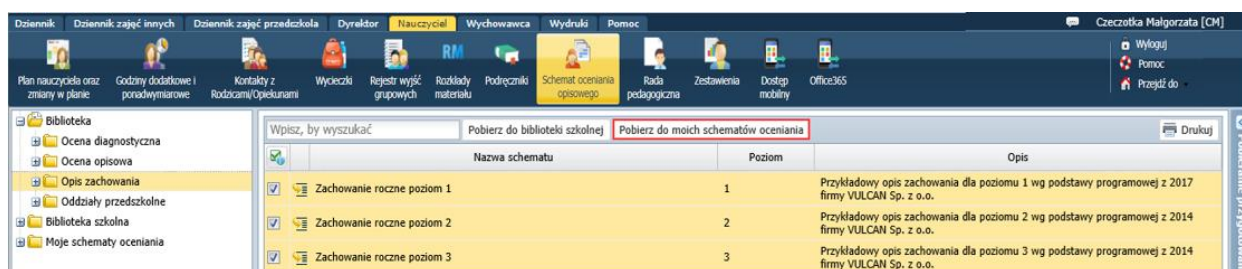 Dziennik Dziennik zajęć innych Dziennik zajęć przedszkola Dyrektor Nauczyciel Wychowawca Wydruki Pomoc Czeczotka Małgorzata [CM]
Plan nauczyciela oraz zmiany w planie
Godziny dodatkowe i ponadwymiarowe
Kontakty z Rodzicami/Opiekunami
Wycieczki
Rejestr wyjść grupowych
RM
Rozkłady materiału
Podręczniki
Schemat oceniania opisowego
Rada pedagogiczna
Zestawienia
Dostęp mobilny
Office365
Wyloguj
Pomoc
Przejdź do
Biblioteka
Ocena diagnostyczna
Ocena opisowa
Opis zachowania
Oddziały przedszkolne
Biblioteka szkolna
Moje schematy oceniania
Wpisz, by wyszukać Pobierz do biblioteki szkolnej Pobierz do moich schematów oceniania Drukuj
Nazwa schematu Poziom Opis
Zachowanie roczne poziom 1 1 Przykładowy opis zachowania dla poziomu 1 wg podstawy programowej z 2017
firmy VULCAN Sp. z o.o.
Zachowanie roczne poziom 2 2 Przykładowy opis zachowania dla poziomu 2 wg podstawy programowej z 2014
firmy VULCAN Sp. z o.o.
Zachowanie roczne poziom 3 3 Przykładowy opis zachowania dla poziomu 3 wg podstawy programowej z 2014
firmy VULCAN Sp. z o.o.